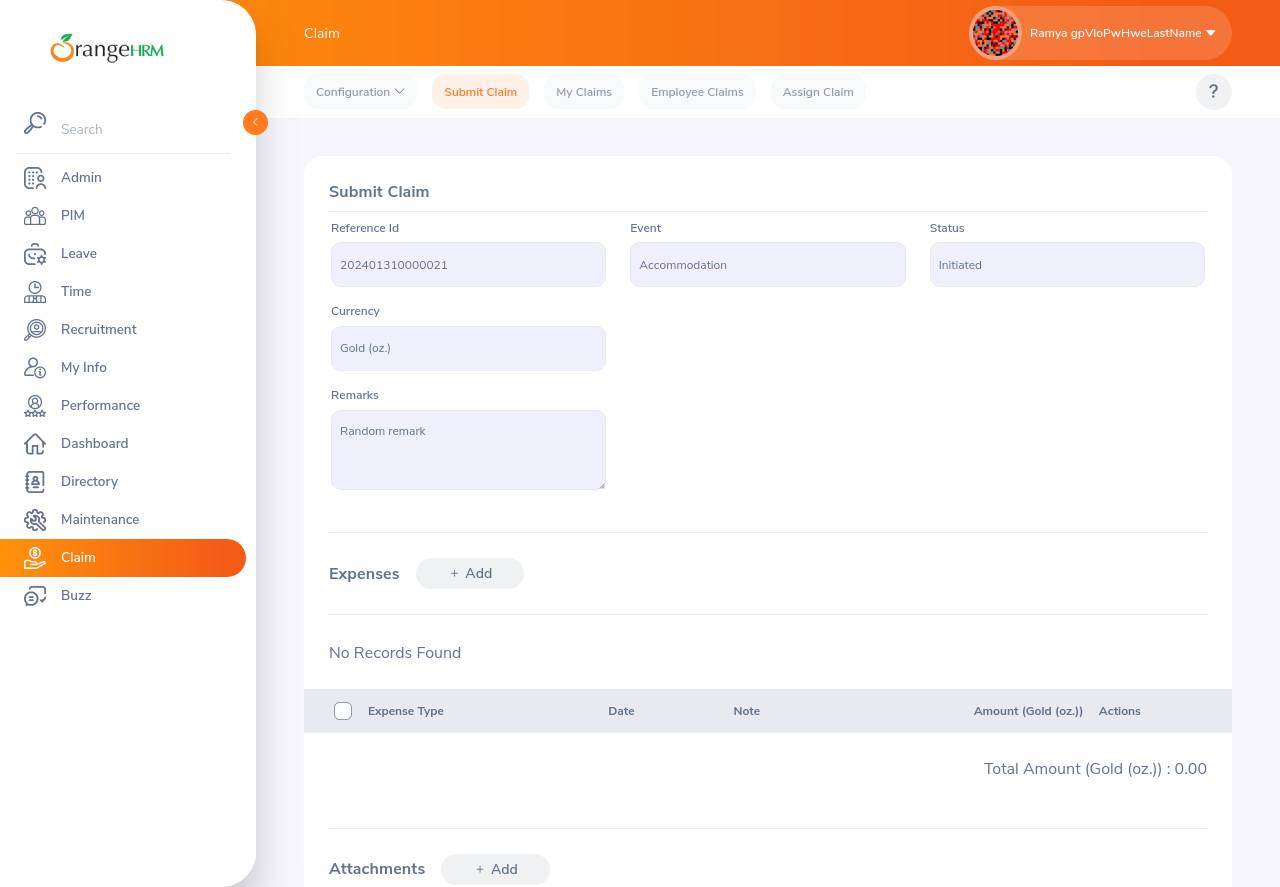 OrangeHRM
Claim
Ramya gpVIoPwHweLastName
Configuration
Submit Claim
My Claims
Employee Claims
Assign Claim
?
Search
Admin
PIM
Leave
Time
Recruitment
My Info
Performance
Dashboard
Directory
Maintenance
Claim
Buzz
Submit Claim
Reference Id
Event
Status
202401310000021
Accommodation
Initiated
Currency
Gold (oz.)
Remarks
Random remark
Expenses
+ Add
No Records Found
Expense Type
Date
Note
Amount (Gold (oz.))
Actions
Total Amount (Gold (oz.)) : 0.00
Attachments
+ Add